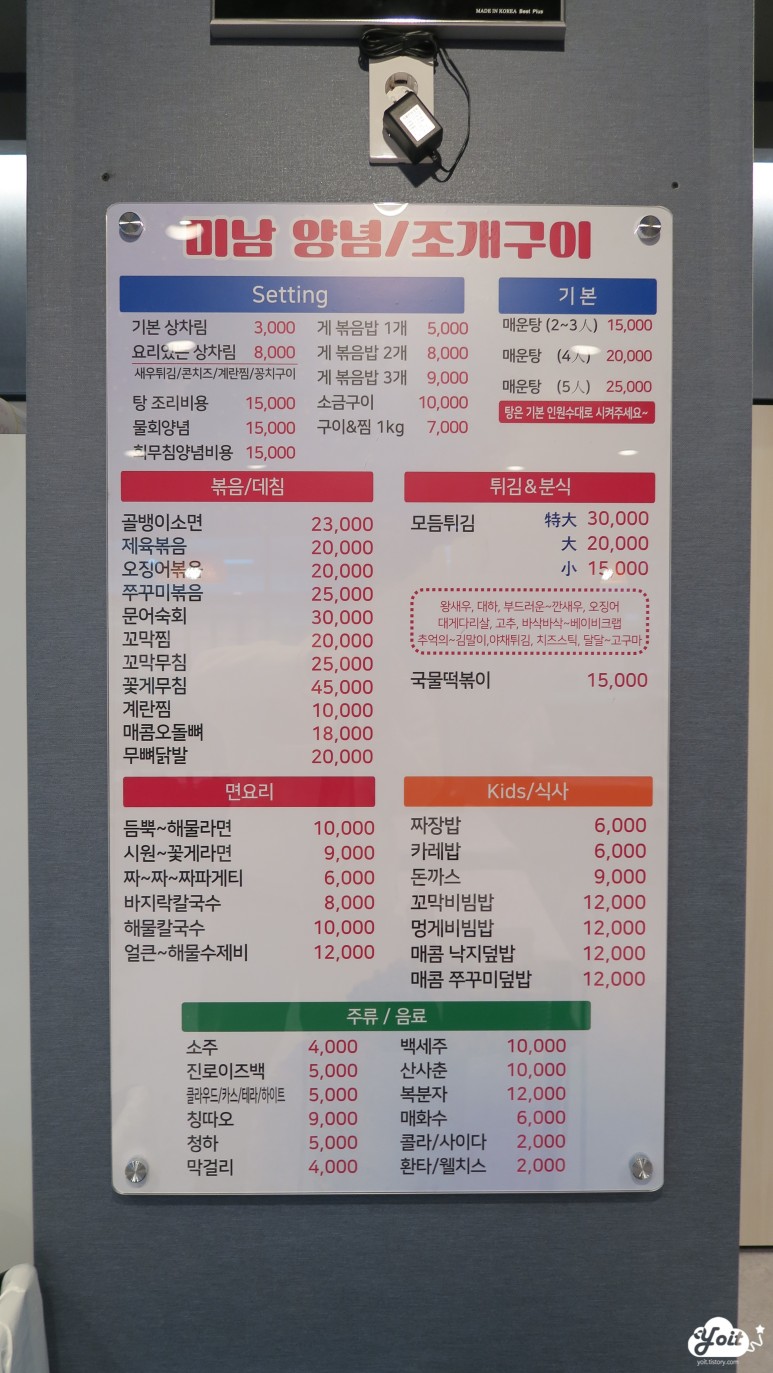 MADE IN KOREA Best Plus
미남 양념/조개구이
Setting
기본 상차림 3,000
요리있는 상차림 8,000
새우튀김/콘치즈/계란찜/꽁치구이
탕 조리비용 15,000
물회양념 15,000
회무침양념비용 15,000
게 볶음밥 1개 5,000
게 볶음밥 2개 8,000
게 볶음밥 3개 9,000
소금구이 10,000
구이&찜 1kg 7,000
기 본
매운탕 (2~3人) 15,000
매운탕 (4人) 20,000
매운탕 (5人) 25,000
탕은 기본 인원수대로 시켜주세요~
볶음/데침
골뱅이소면 23,000
제육볶음 20,000
오징어볶음 20,000
쭈꾸미볶음 25,000
문어숙회 30,000
꼬막찜 20,000
꼬막무침 25,000
꽃게무침 45,000
계란찜 10,000
매콤오돌뼈 18,000
무뼈닭발 20,000
튀김&분식
모듬튀김 特大 30,000
大 20,000
小 15,000
왕새우, 대하, 부드러운~깐새우, 오징어
대게다리살, 고추, 바삭바삭~베이비크랩
추억의~김말이,야채튀김, 치즈스틱, 달달~고구마
국물떡볶이 15,000
면요리
듬뿍~해물라면 10,000
시원~꽃게라면 9,000
짜~짜~짜파게티 6,000
바지락칼국수 8,000
해물칼국수 10,000
얼큰~해물수제비 12,000
Kids/식사
짜장밥 6,000
카레밥 6,000
돈까스 9,000
꼬막비빔밥 12,000
멍게비빔밥 12,000
매콤 낙지덮밥 12,000
매콤 쭈꾸미덮밥 12,000
주류 / 음료
소주 4,000
진로이즈백 5,000
클라우드/카스/테라/하이트 5,000
칭따오 9,000
청하 5,000
막걸리 4,000
백세주 10,000
산사춘 10,000
복분자 12,000
매화수 6,000
콜라/사이다 2,000
환타/웰치스 2,000
Yoit
yoit.tistory.com